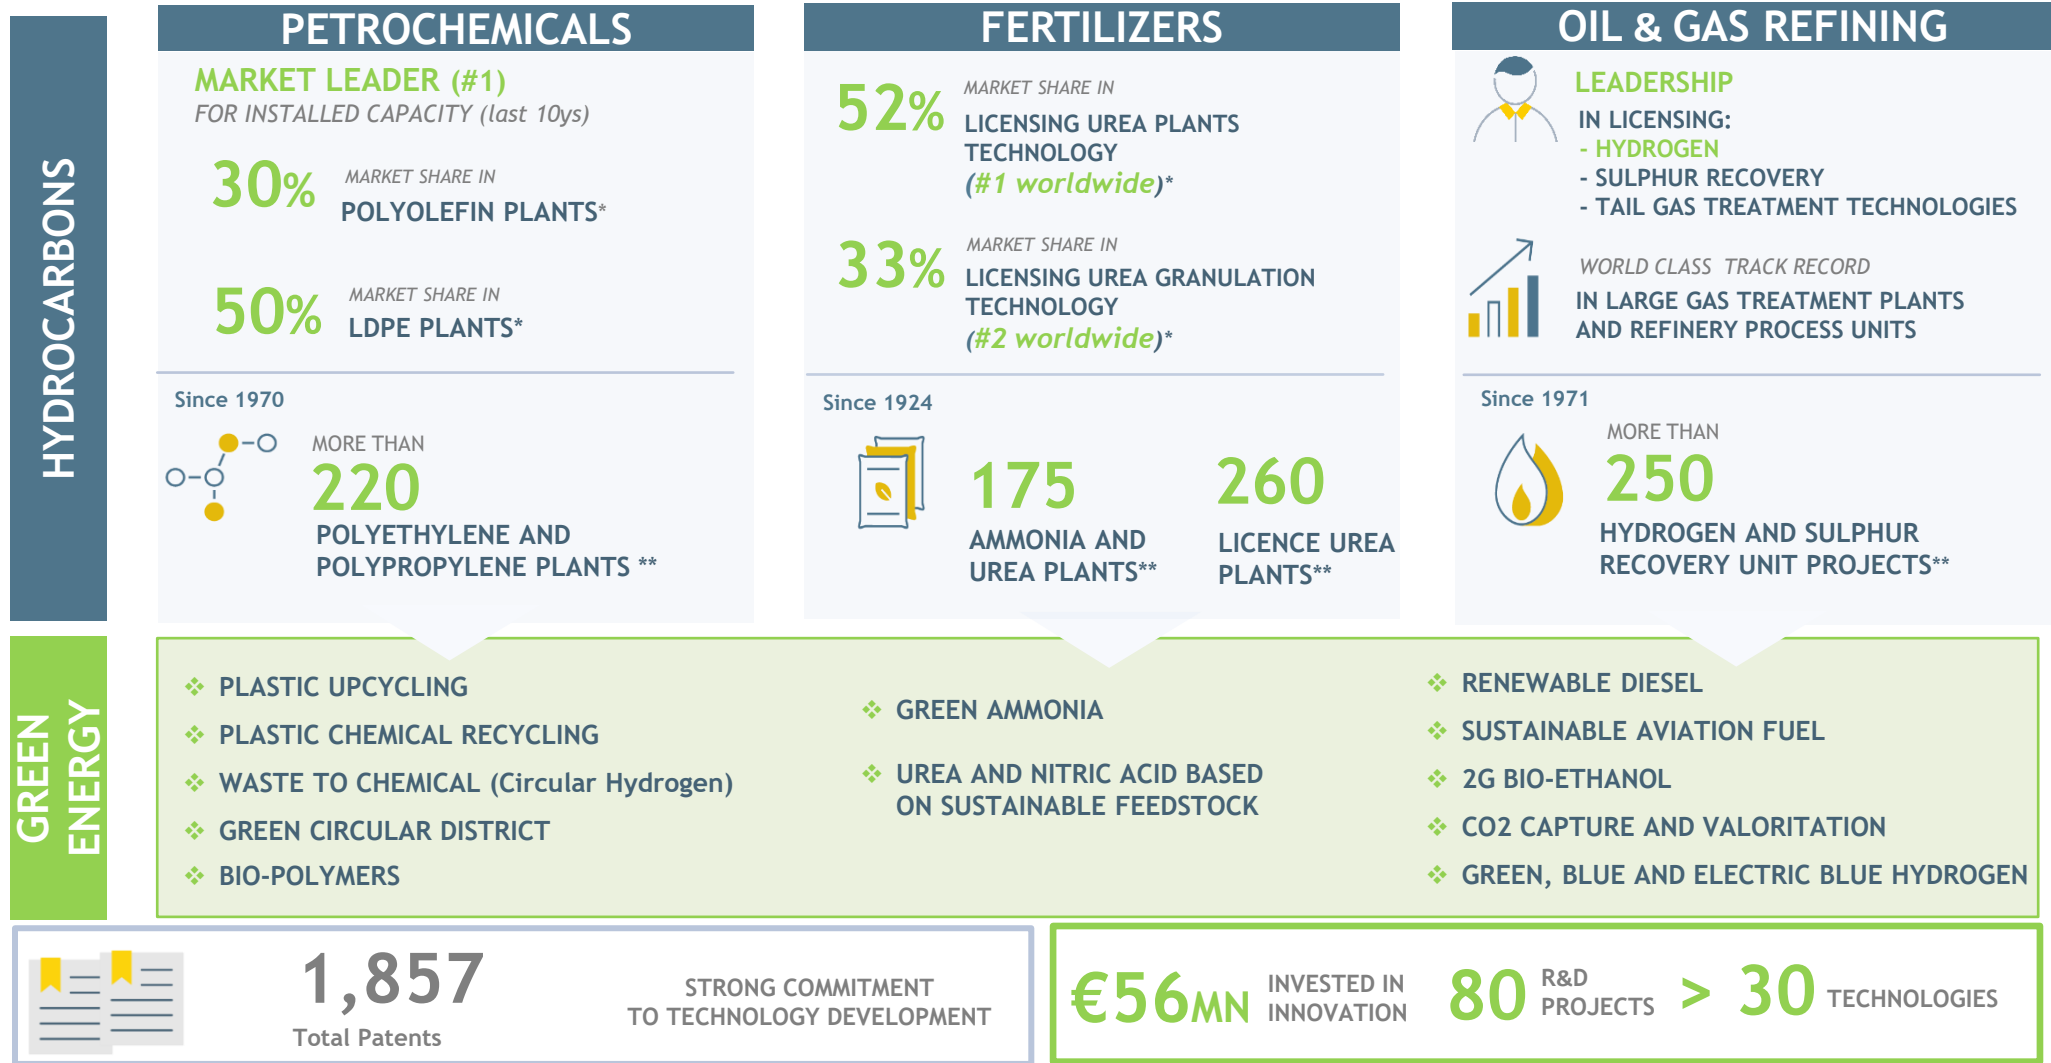 HYDROCARBONS
PETROCHEMICALS
MARKET LEADER (#1)
FOR INSTALLED CAPACITY (last 10ys)
30% MARKET SHARE IN
POLYOLEFIN PLANTS*
50% MARKET SHARE IN
LDPE PLANTS*
Since 1970
MORE THAN
220
POLYETHYLENE AND
POLYPROPYLENE PLANTS **
FERTILIZERS
52% MARKET SHARE IN
LICENSING UREA PLANTS
TECHNOLOGY
(#1 worldwide)*
33% MARKET SHARE IN
LICENSING UREA GRANULATION
TECHNOLOGY
(#2 worldwide)*
Since 1924
175
AMMONIA AND
UREA PLANTS**
260
LICENCE UREA
PLANTS**
OIL & GAS REFINING
LEADERSHIP
IN LICENSING:
- HYDROGEN
- SULPHUR RECOVERY
- TAIL GAS TREATMENT TECHNOLOGIES
WORLD CLASS TRACK RECORD
IN LARGE GAS TREATMENT PLANTS
AND REFINERY PROCESS UNITS
Since 1971
MORE THAN
250
HYDROGEN AND SULPHUR
RECOVERY UNIT PROJECTS**
GREEN
ENERGY
❖ PLASTIC UPCYCLING
❖ PLASTIC CHEMICAL RECYCLING
❖ WASTE TO CHEMICAL (Circular Hydrogen)
❖ GREEN CIRCULAR DISTRICT
❖ BIO-POLYMERS
❖ GREEN AMMONIA
❖ UREA AND NITRIC ACID BASED
ON SUSTAINABLE FEEDSTOCK
❖ RENEWABLE DIESEL
❖ SUSTAINABLE AVIATION FUEL
❖ 2G BIO-ETHANOL
❖ CO2 CAPTURE AND VALORITATION
❖ GREEN, BLUE AND ELECTRIC BLUE HYDROGEN
1,857
Total Patents
STRONG COMMITMENT
TO TECHNOLOGY DEVELOPMENT
€56MN INVESTED IN
INNOVATION
80 R&D
PROJECTS
> 30 TECHNOLOGIES